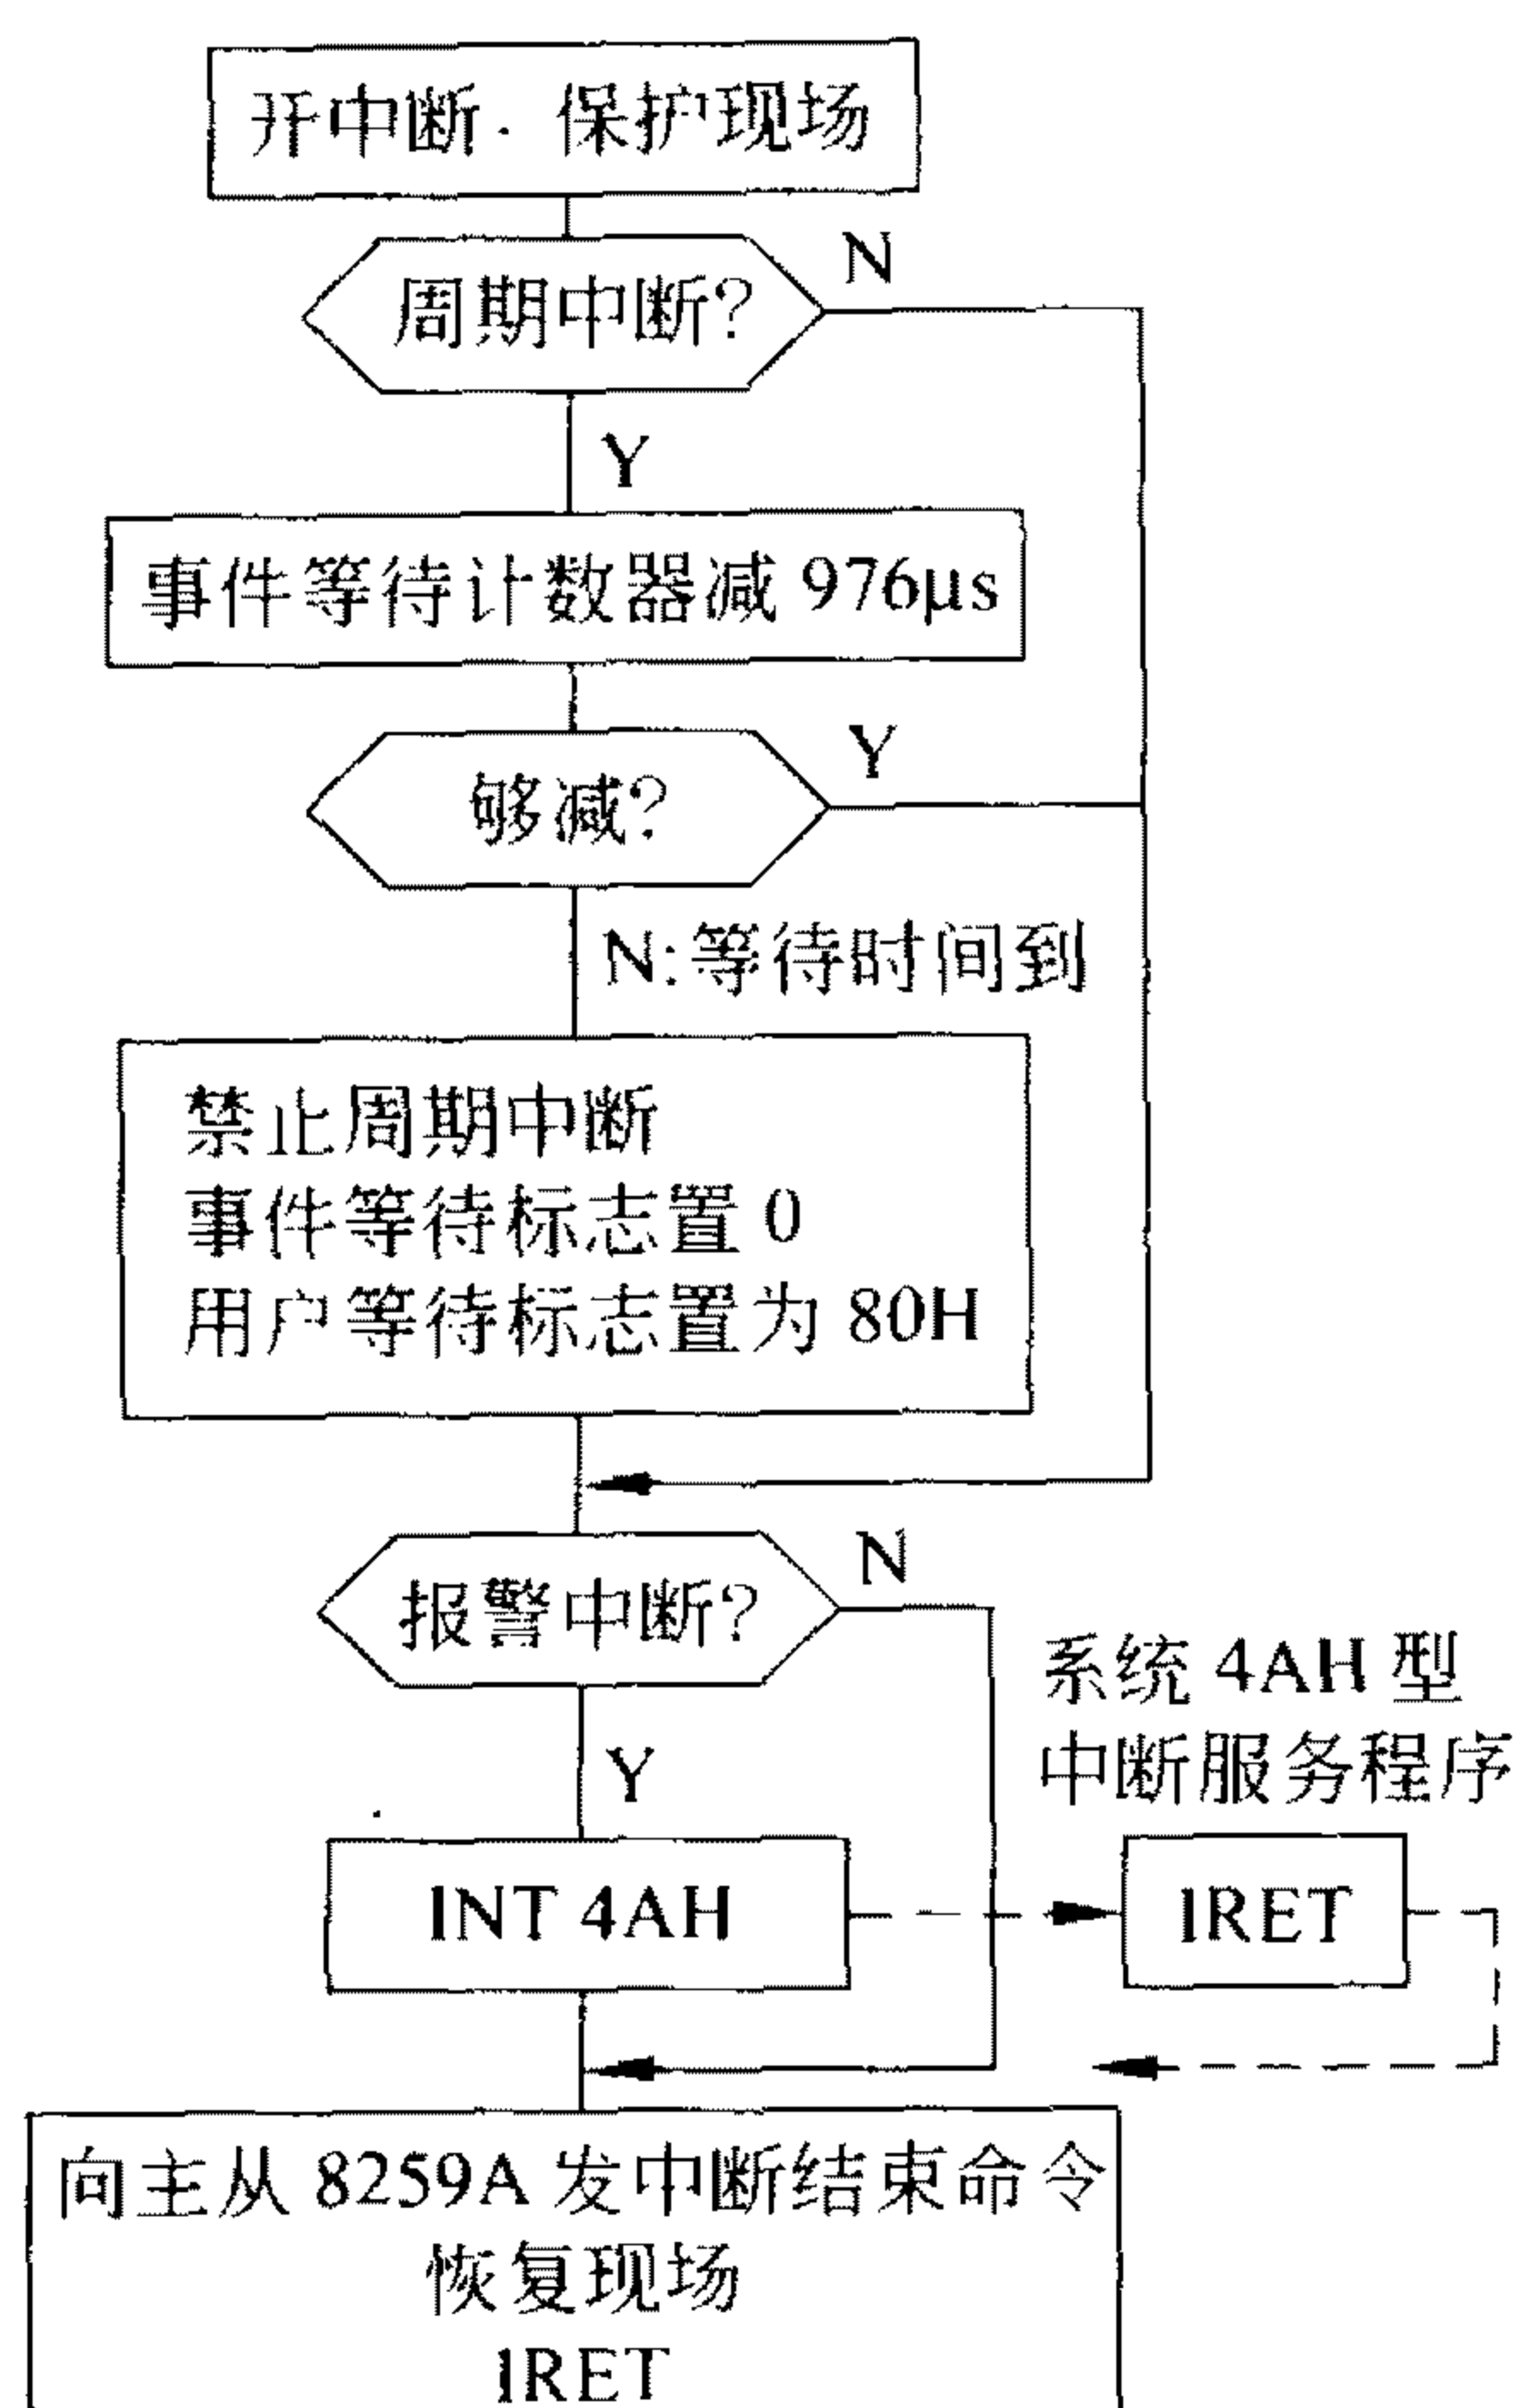 开中断．保护现场
周期中断?
N
Y
事件等待计数器减 976μs
够减?
Y
N:等待时间到
禁止周期中断
事件等待标志置 0
用户等待标志置为 80H
报警中断?
N
Y
系统 4AH 型
中断服务程序
INT 4AH
IRET
向主从 8259A 发中断结束命令
恢复现场
IRET